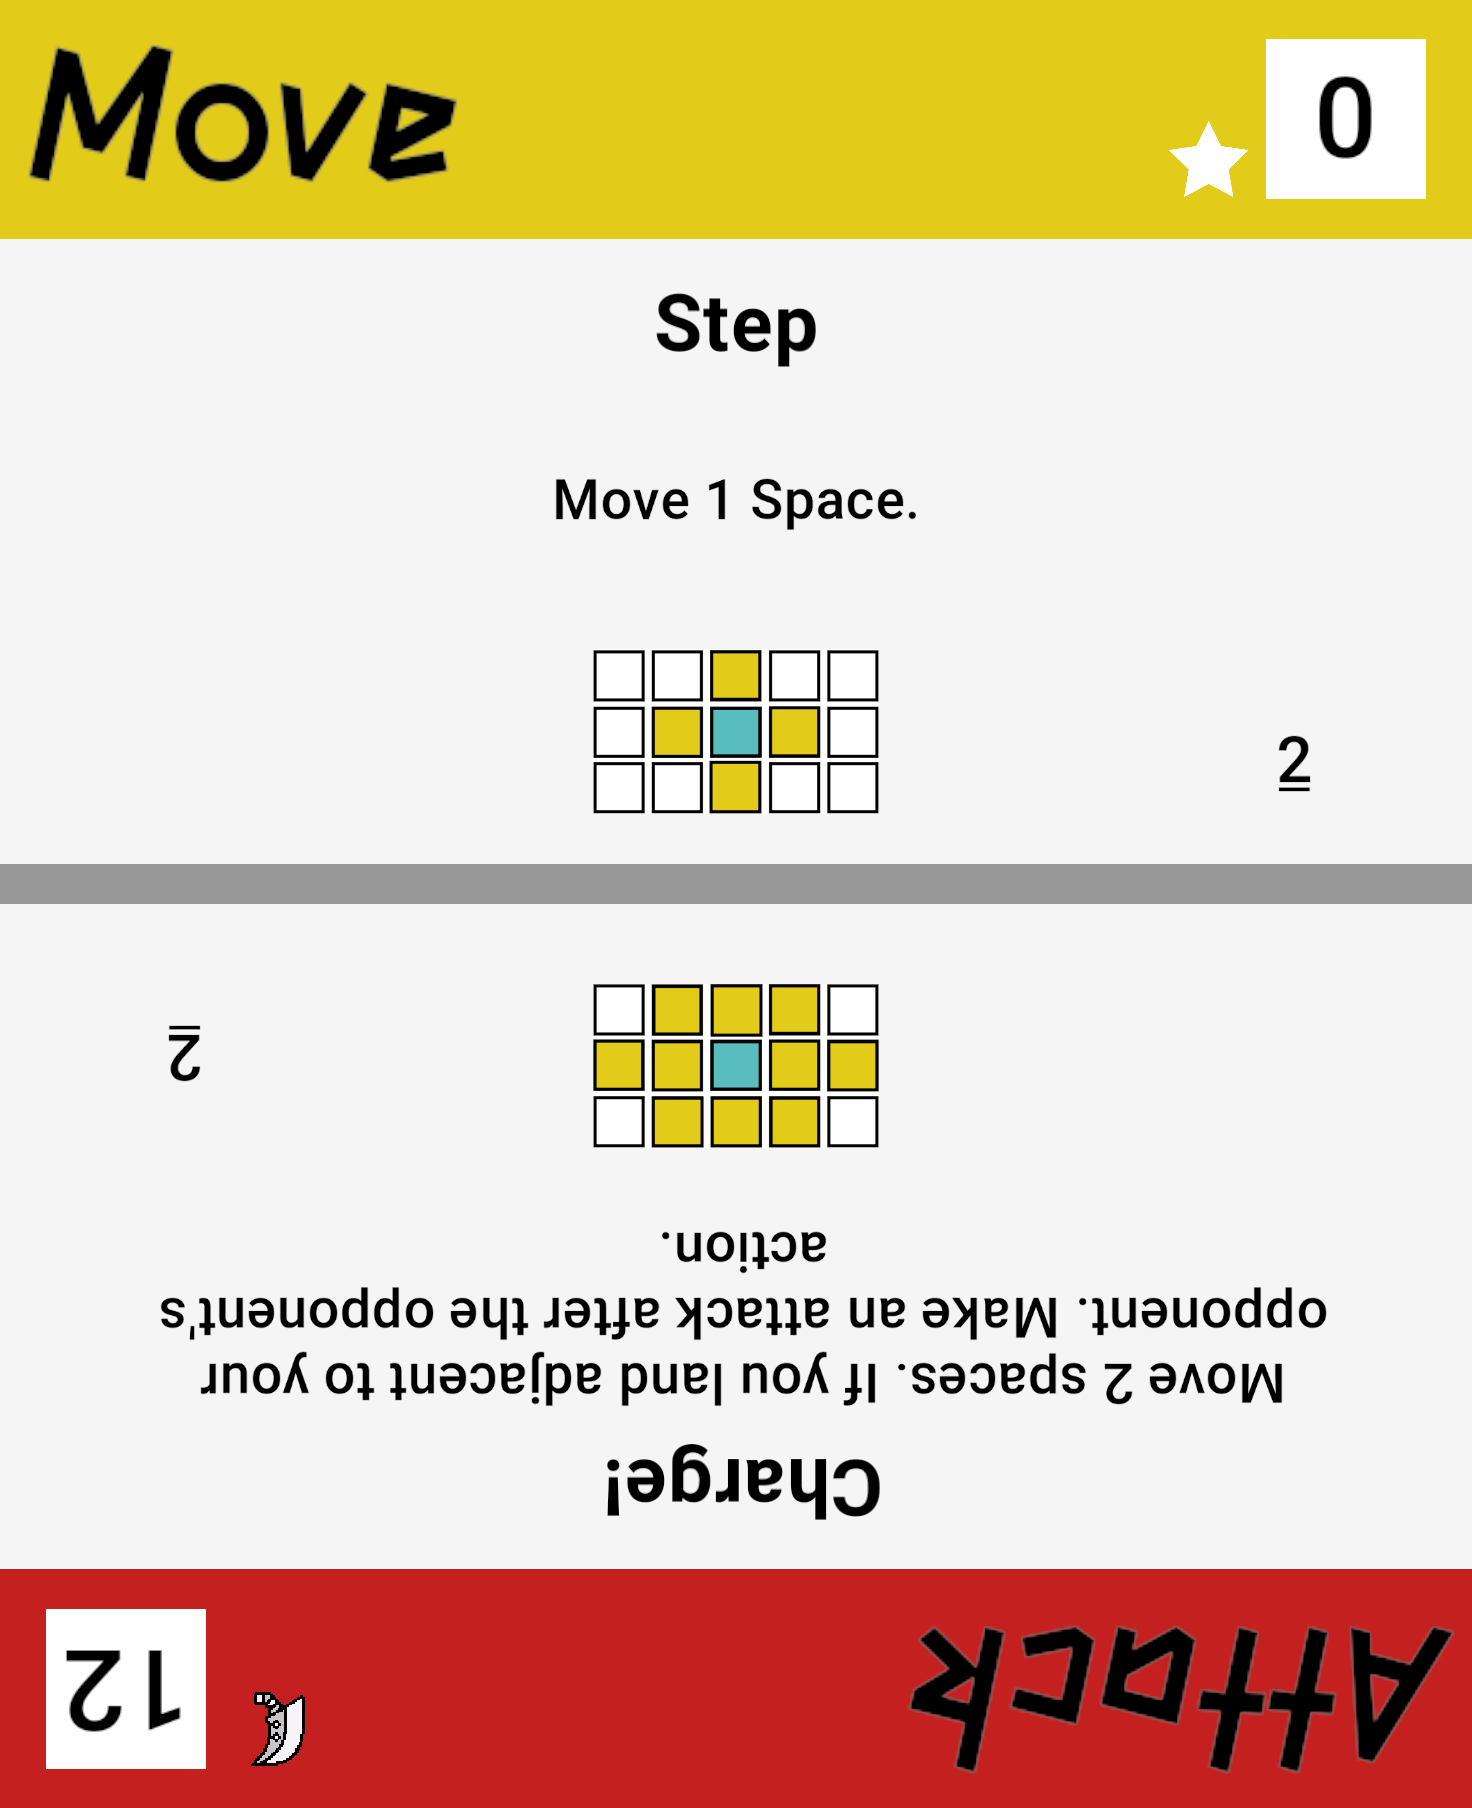 Move
0
Step
Move 1 Space.
2
Attack
12
Charge!
Move 2 spaces. If you land adjacent to your
opponent. Make an attack after the opponent's
action.
2